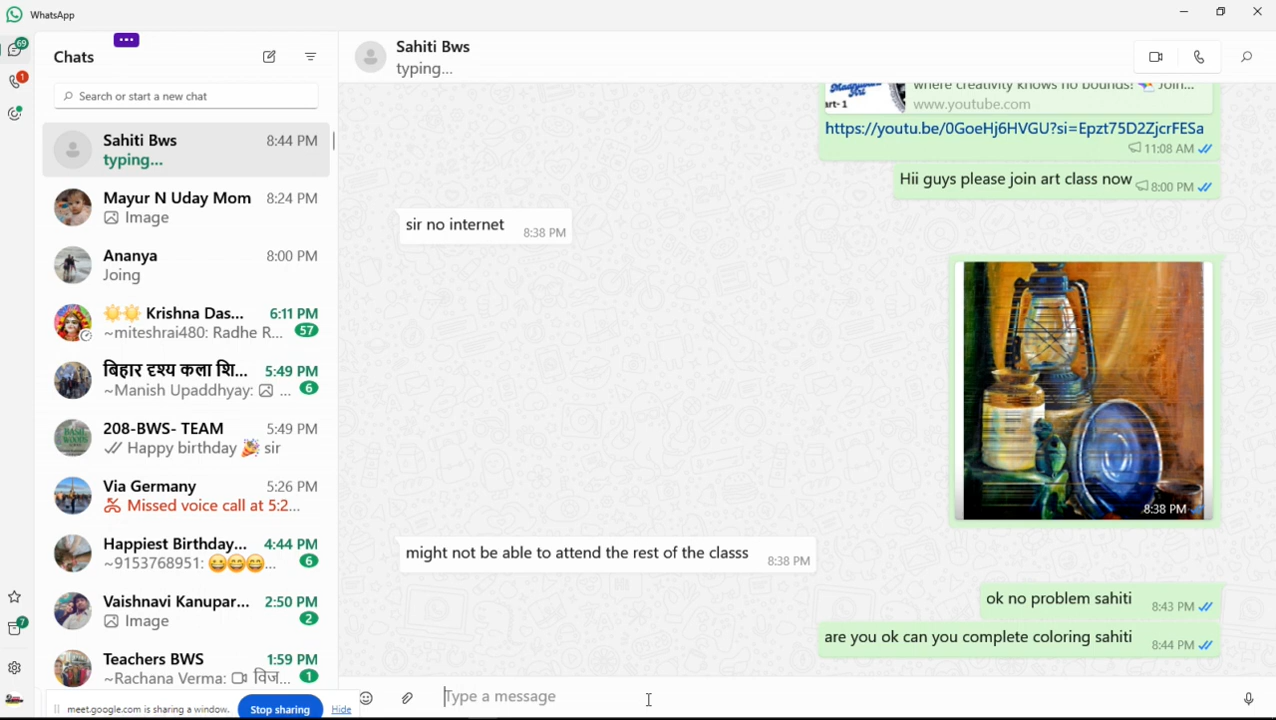 WhatsApp
69
1
Chats
Search or start a new chat
Sahiti Bws 8:44 PM
typing...
Mayur N Uday Mom 8:24 PM
Image
Ananya 8:00 PM
Joing
Krishna Das... 6:11 PM
~miteshrai480: Radhe R... 57
बिहार दृश्य कला शि... 5:49 PM
~Manish Upaddhyay: ... 6
208-BWS- TEAM 5:49 PM
Happy birthday 🎉 sir
Via Germany 5:26 PM
Missed voice call at 5:2...
Happiest Birthday... 4:44 PM
~9153768951: 😀😄😄... 6
Vaishnavi Kanupar... 2:50 PM
Image 2
Teachers BWS 1:59 PM
~Rachana Verma: विज... 1
7
meet.google.com is sharing a window. Stop sharing Hide
Sahiti Bws
typing...
art- 1
where creativity knows no bounds! Join...
www.youtube.com
https://youtu.be/0GoeHj6HVGU?si=Epzt75D2ZjcrFESa
11:08 AM
Hii guys please join art class now 8:00 PM
sir no internet 8:38 PM
8:38 PM
might not be able to attend the rest of the classs 8:38 PM
ok no problem sahiti 8:43 PM
are you ok can you complete coloring sahiti 8:44 PM
Type a message